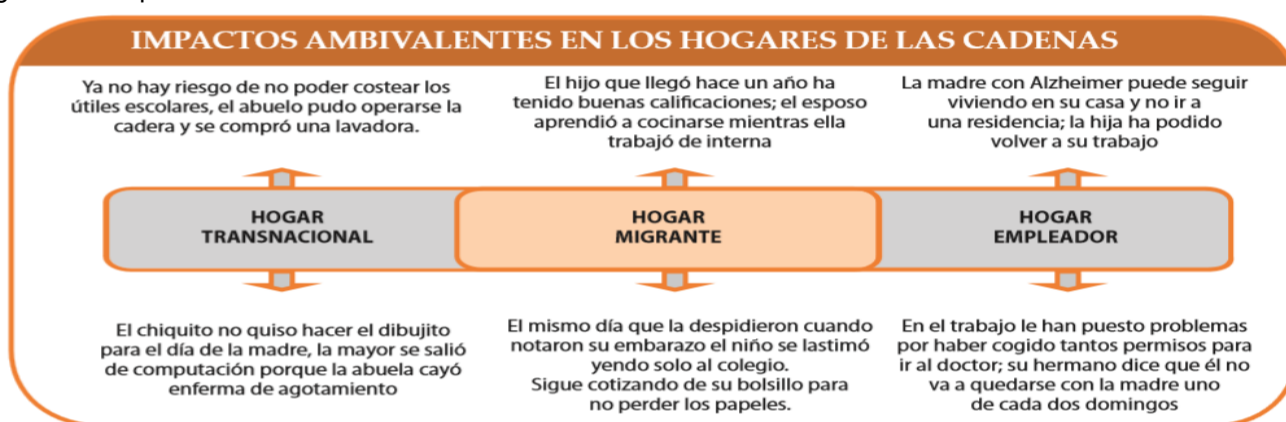 IMPACTOS AMBIVALENTES EN LOS HOGARES DE LAS CADENAS
Ya no hay riesgo de no poder costear los
útiles escolares, el abuelo pudo operarse la
cadera y se compró una lavadora.
El hijo que llegó hace un año ha
tenido buenas calificaciones; el esposo
aprendió a cocinarse mientras ella
trabajó de interna
La madre con Alzheimer puede seguir
viviendo en su casa y no ir a
una residencia; la hija ha podido
volver a su trabajo
HOGAR
TRANSNACIONAL
HOGAR
MIGRANTE
HOGAR
EMPLEADOR
El chiquito no quiso hacer el dibujito
para el día de la madre, la mayor se salió
de computación porque la abuela cayó
enferma de agotamiento
El mismo día que la despidieron cuando
notaron su embarazo el niño se lastimó
yendo solo al colegio.
Sigue cotizando de su bolsillo para
no perder los papeles.
En el trabajo le han puesto problemas
por haber cogido tantos permisos para
ir al doctor; su hermano dice que él no
va a quedarse con la madre uno
de cada dos domingos